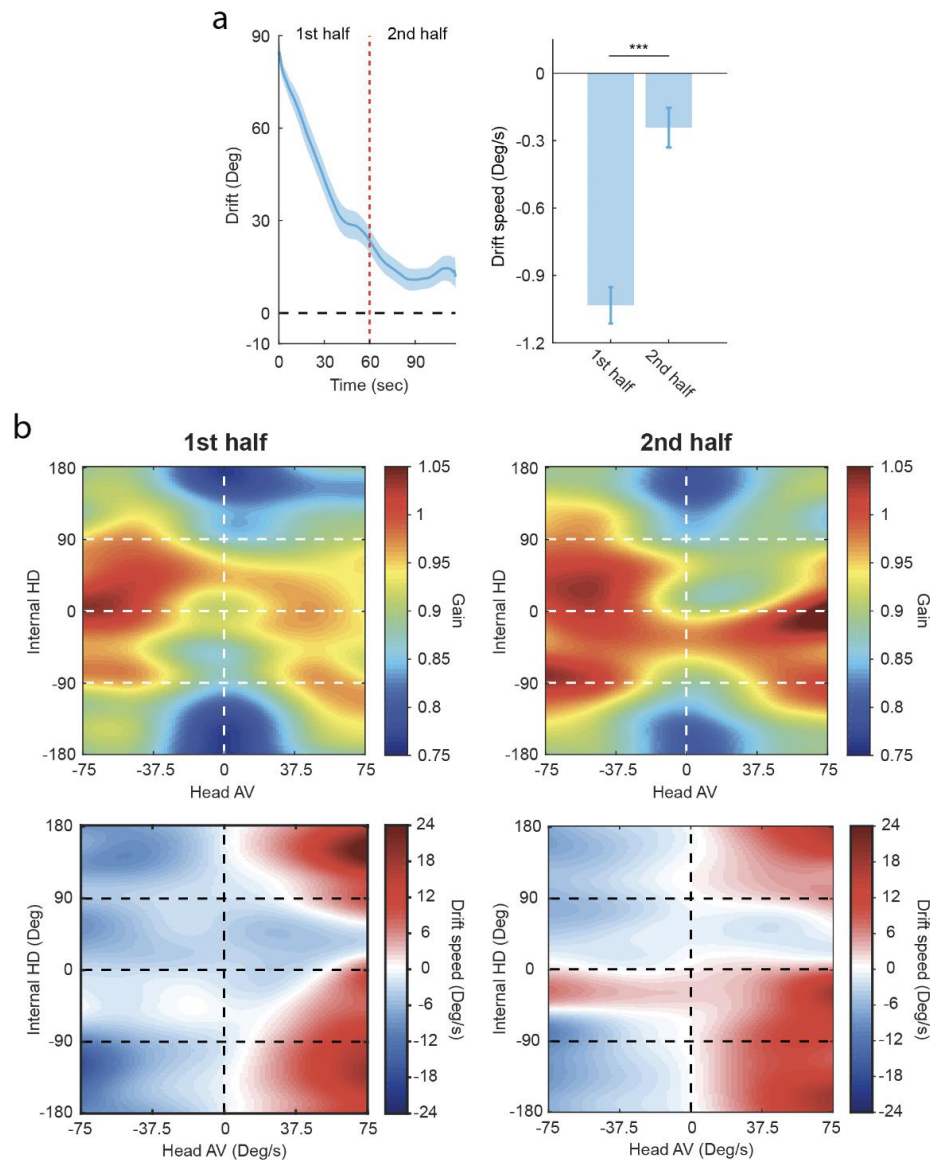 a
1st half 2nd half
90
60
30
0
-10
Drift (Deg)
0 30 60 90
Time (sec)
***
0
-0.3
-0.6
-0.9
-1.2
Drift speed (Deg/s)
1st half
2nd half
b
1st half
180
90
0
-90
-180
Internal HD
-75 -37.5 0 37.5 75
Head AV
1.05
1
0.95
0.9
0.85
0.8
0.75
Gain
2nd half
180
90
0
-90
-180
Internal HD
-75 -37.5 0 37.5 75
Head AV
1.05
1
0.95
0.9
0.85
0.8
0.75
Gain
180
90
0
-90
-180
Internal HD (Deg)
-75 -37.5 0 37.5 75
Head AV (Deg/s)
24
18
12
6
0
-6
-12
-18
-24
Drift speed (Deg/s)
180
90
0
-90
-180
Internal HD (Deg)
-75 -37.5 0 37.5 75
Head AV (Deg/s)
24
18
12
6
0
-6
-12
-18
-24
Drift speed (Deg/s)